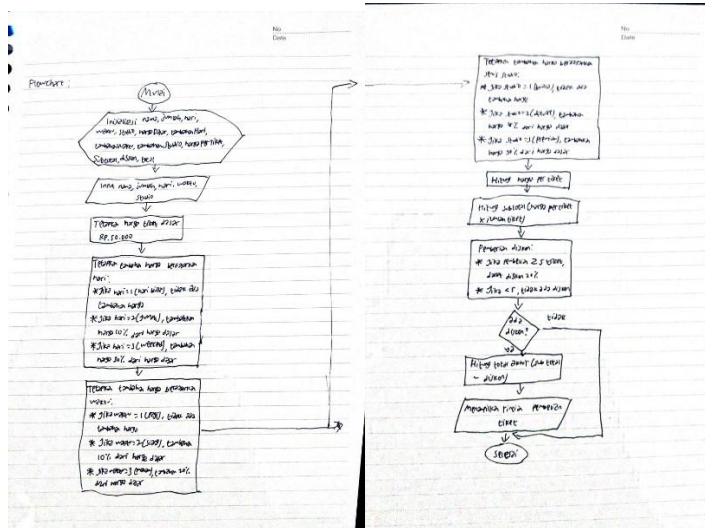 No
Date
Flowchart :
Mulai
Inisialisasi nama, jumlah, hari,
waktu, studio, harga dasar, tambahan hari,
tambahan waktu, tambahan studio, harga per tiket,
subtotal, diskon,
Input nama, jumlah, hari, waktu,
studio
Tetapkan harga tiket dasar
RP. 50.000
Tetapkan tambahan harga berdasarkan
hari:
* Jika hari = 1 (hari biasa), tidak ada
tambahan harga
* Jika hari = 2 (jumat), tambahan
harga 10% dari harga dasar
* Jika hari = 3 (weekend), tambahan
harga 30% dari harga dasar
Tetapkan tambahan harga berdasarkan
waktu:
* Jika waktu = 1 (pagi), tidak ada
tambahan harga
* Jika waktu = 2 (siang), tambahan
10% dari harga dasar
* Jika waktu = 3 (malam), tambahan 20%
dari harga dasar
No
Date
Tetapkan tambahan harga berdasarkan
jenis studio:
* Jika studio = 1 (), tidak ada
tambahan harga
* Jika studio = 2 (), tambahan
harga dari harga dasar
* Jika studio = 3 (), tambahan
harga 50% dari harga dasar
Hitung harga per tiket
Hitung subtotal (harga per tiket
x jumlah tiket)
Pemberian diskon:
* Jika pembelian ≥ 5 tiket,
dapat diskon 20%
* Jika < 5, tidak ada diskon
ada
diskon?
tidak
ya
Hitung total akhir (subtotal
- diskon)
Menampilkan rincian pembelian
tiket
selesai